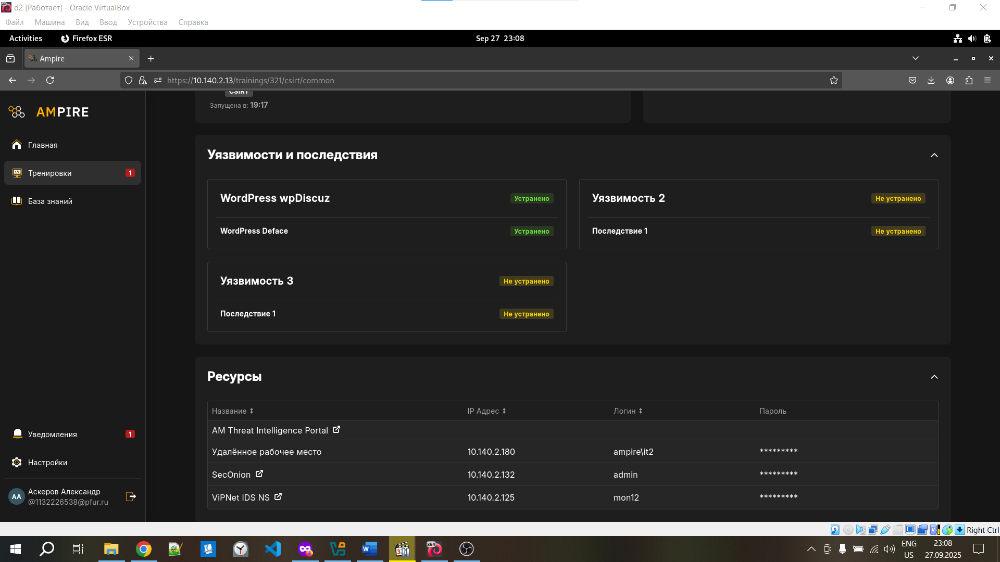 d2 [Работает] - Oracle VirtualBox
Файл Машина Вид Ввод Устройства Справка
Activities Firefox ESR Sep 27 23:08
Ampire
https://10.140.2.13/trainings/321/csirt/common
AMPIRE
Главная
Тренировки 1
База знаний
Уведомления 1
Настройки
AA Аскеров Александр
@1132226538@pfur.ru
CSIRT
Запущена в: 19:17
Уязвимости и последствия
WordPress wpDiscuz Устранено
WordPress Deface Устранено
Уязвимость 2 Не устранено
Последствие 1 Не устранено
Уязвимость 3 Не устранено
Последствие 1 Не устранено
Ресурсы
Название IP Адрес Логин Пароль
AM Threat Intelligence Portal
Удалённое рабочее место 10.140.2.180 ampire\it2 *********
SecOnion 10.140.2.132 admin *********
ViPNet IDS NS 10.140.2.125 mon12 *********
Right Ctrl
ENG
US
23:08
27.09.2025